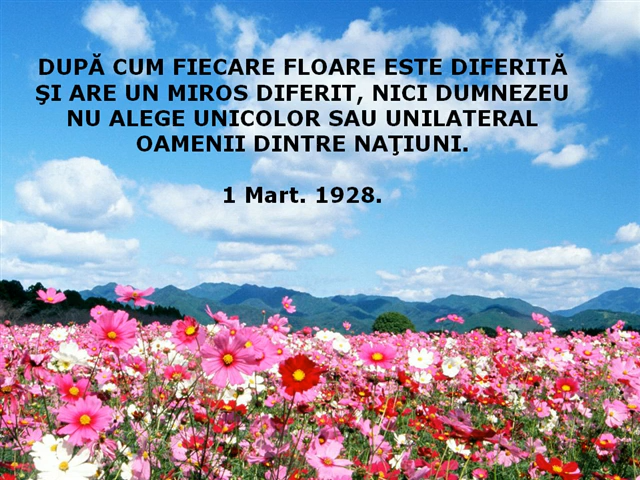 DUPĂ CUM FIECARE FLOARE ESTE DIFERITĂ
ŞI ARE UN MIROS DIFERIT, NICI DUMNEZEU
NU ALEGE UNICOLOR SAU UNILATERAL
OAMENII DINTRE NAŢIUNI.
1 Mart. 1928.